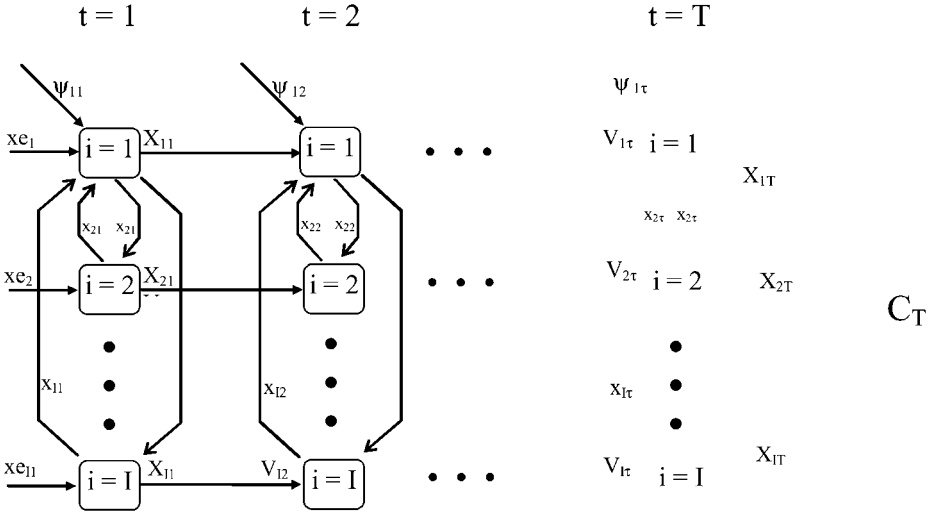 t = 1 t = 2 t = T
ψ11 ψ12 ψ1τ
xe1 i = 1 X11 i = 1 V1τ i = 1
X1T
x21 x21 x22 x22 x2τ x2τ
xe2 i = 2 X21 i = 2 V2τ i = 2 X2T
CT
xI1 xI2 xIτ
xeI1 i = I XI1 VI2 i = I VIτ i = I XIT